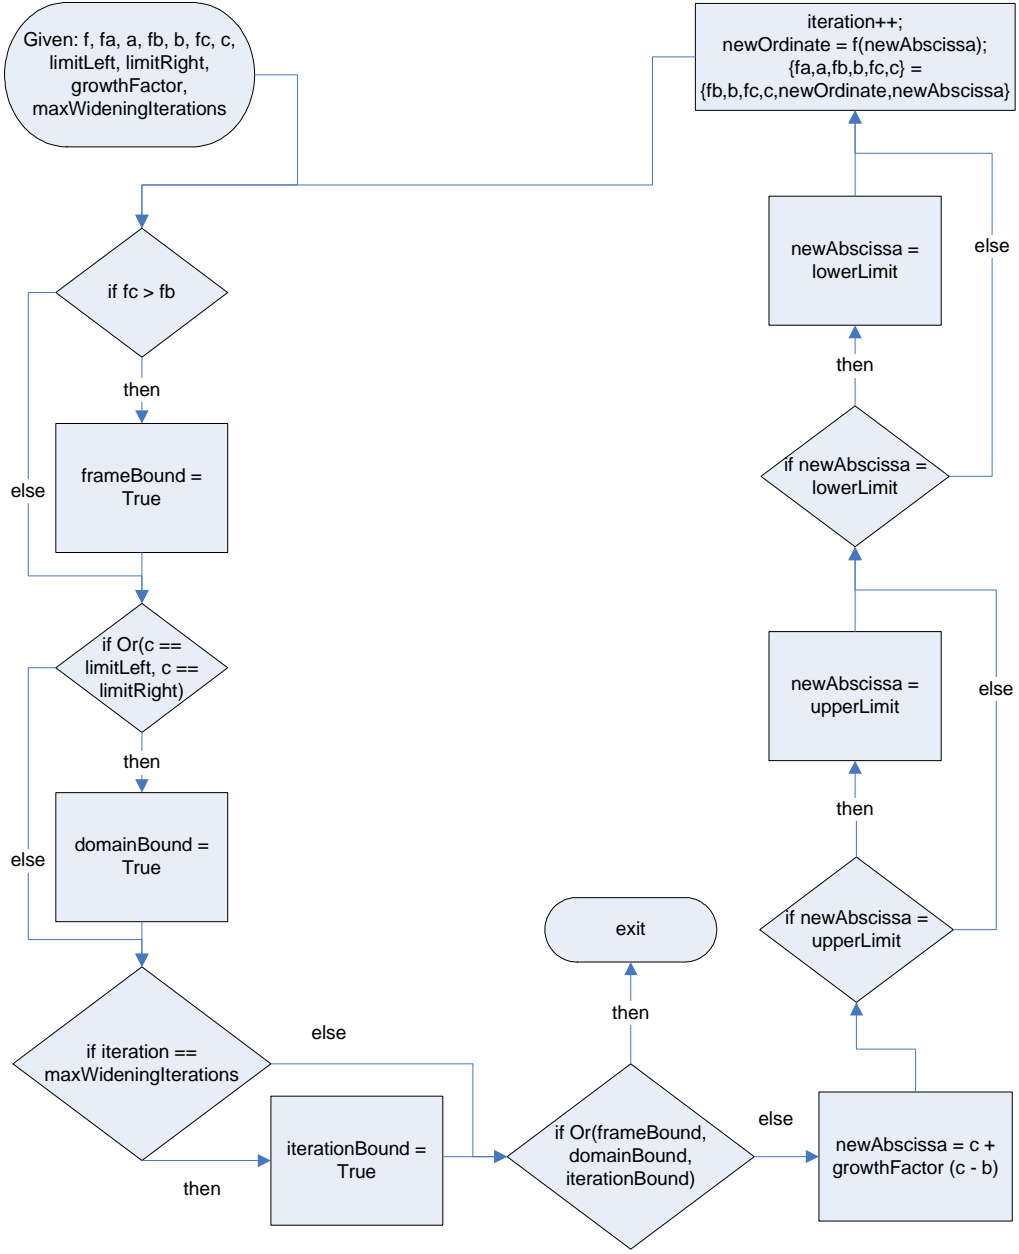 Given: f, fa, a, fb, b, fc, c,
limitLeft, limitRight,
growthFactor,
maxWideningIterations
iteration++;
newOrdinate = f(newAbscissa);
{fa,a,fb,b,fc,c} =
{fb,b,fc,c,newOrdinate,newAbscissa}
newAbscissa =
lowerLimit
else
then
if newAbscissa =
lowerLimit
if fc > fb
then
frameBound =
True
else
if Or(c ==
limitLeft, c ==
limitRight)
then
domainBound =
True
else
newAbscissa =
upperLimit
else
then
if newAbscissa =
upperLimit
exit
then
if iteration ==
maxWideningIterations
else
then
iterationBound =
True
if Or(frameBound,
domainBound,
iterationBound)
else
newAbscissa = c +
growthFactor (c - b)